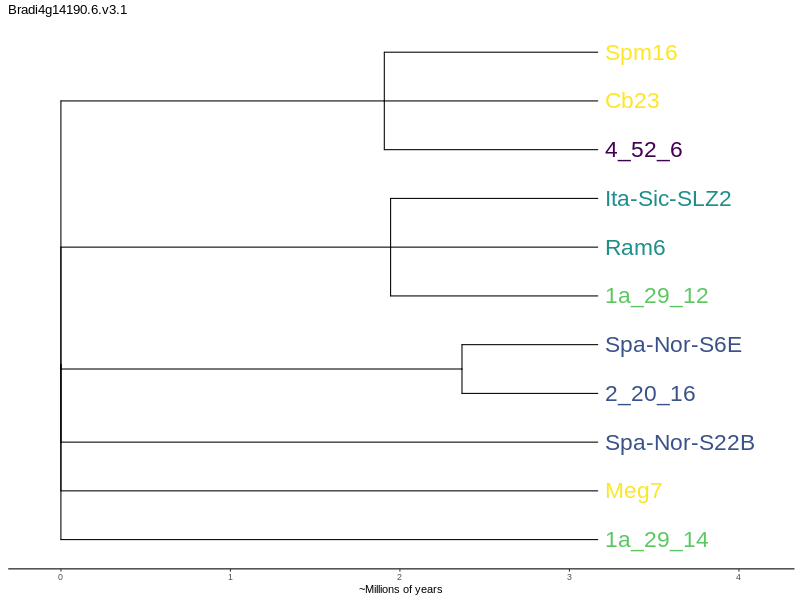 Bradi4g14190.6.v3.1
Spm16
Cb23
4_52_6
Ita-Sic-SLZ2
Ram6
1a_29_12
Spa-Nor-S6E
2_20_16
Spa-Nor-S22B
Meg7
1a_29_14
0 1 2 3 4
~Millions of years